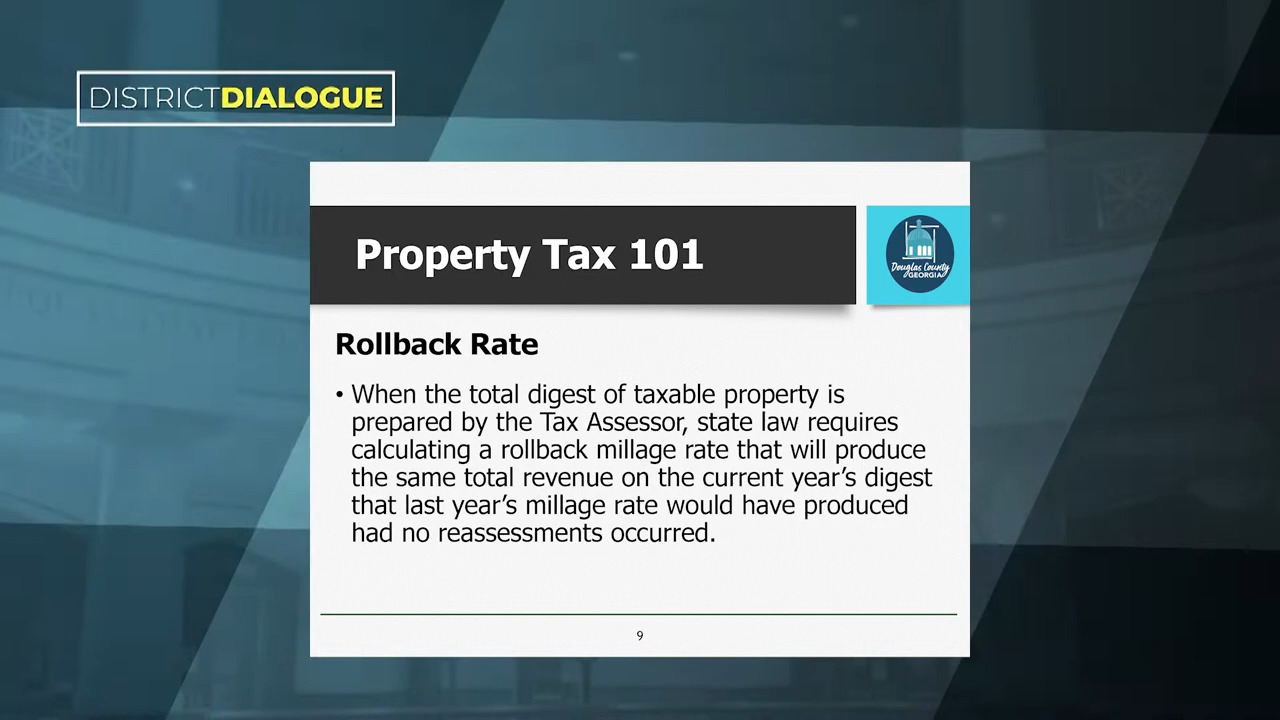 DISTRICTDIALOGUE
Property Tax 101
Douglas County
GEORGIA
Rollback Rate
• When the total digest of taxable property is
prepared by the Tax Assessor, state law requires
calculating a rollback millage rate that will produce
the same total revenue on the current year’s digest
that last year’s millage rate would have produced
had no reassessments occurred.
9